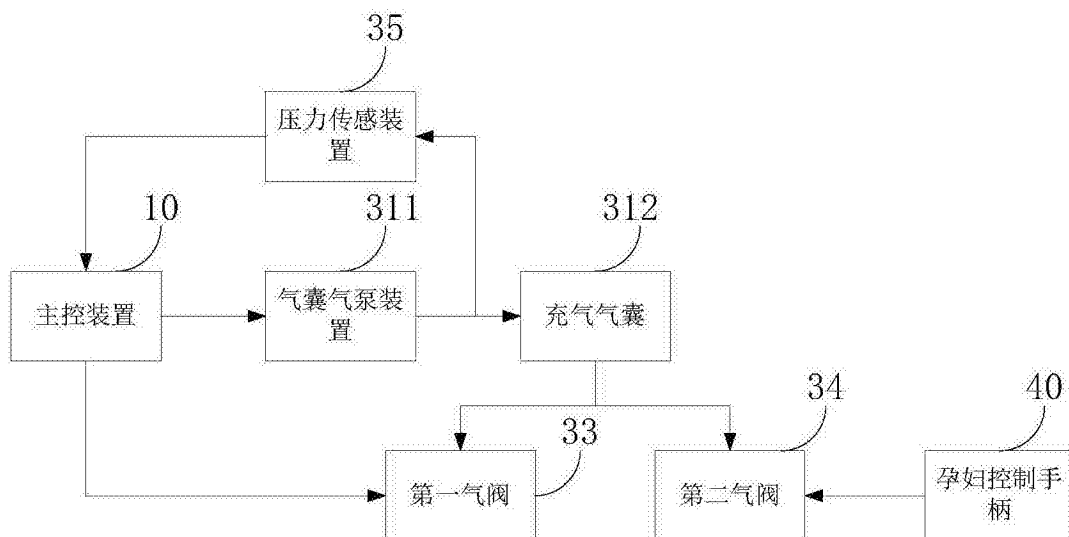 35
压力传感装
置
10
311
312
主控装置
气囊气泵装
置
充气气囊
33
34
40
第一气阀
第二气阀
孕妇控制手
柄